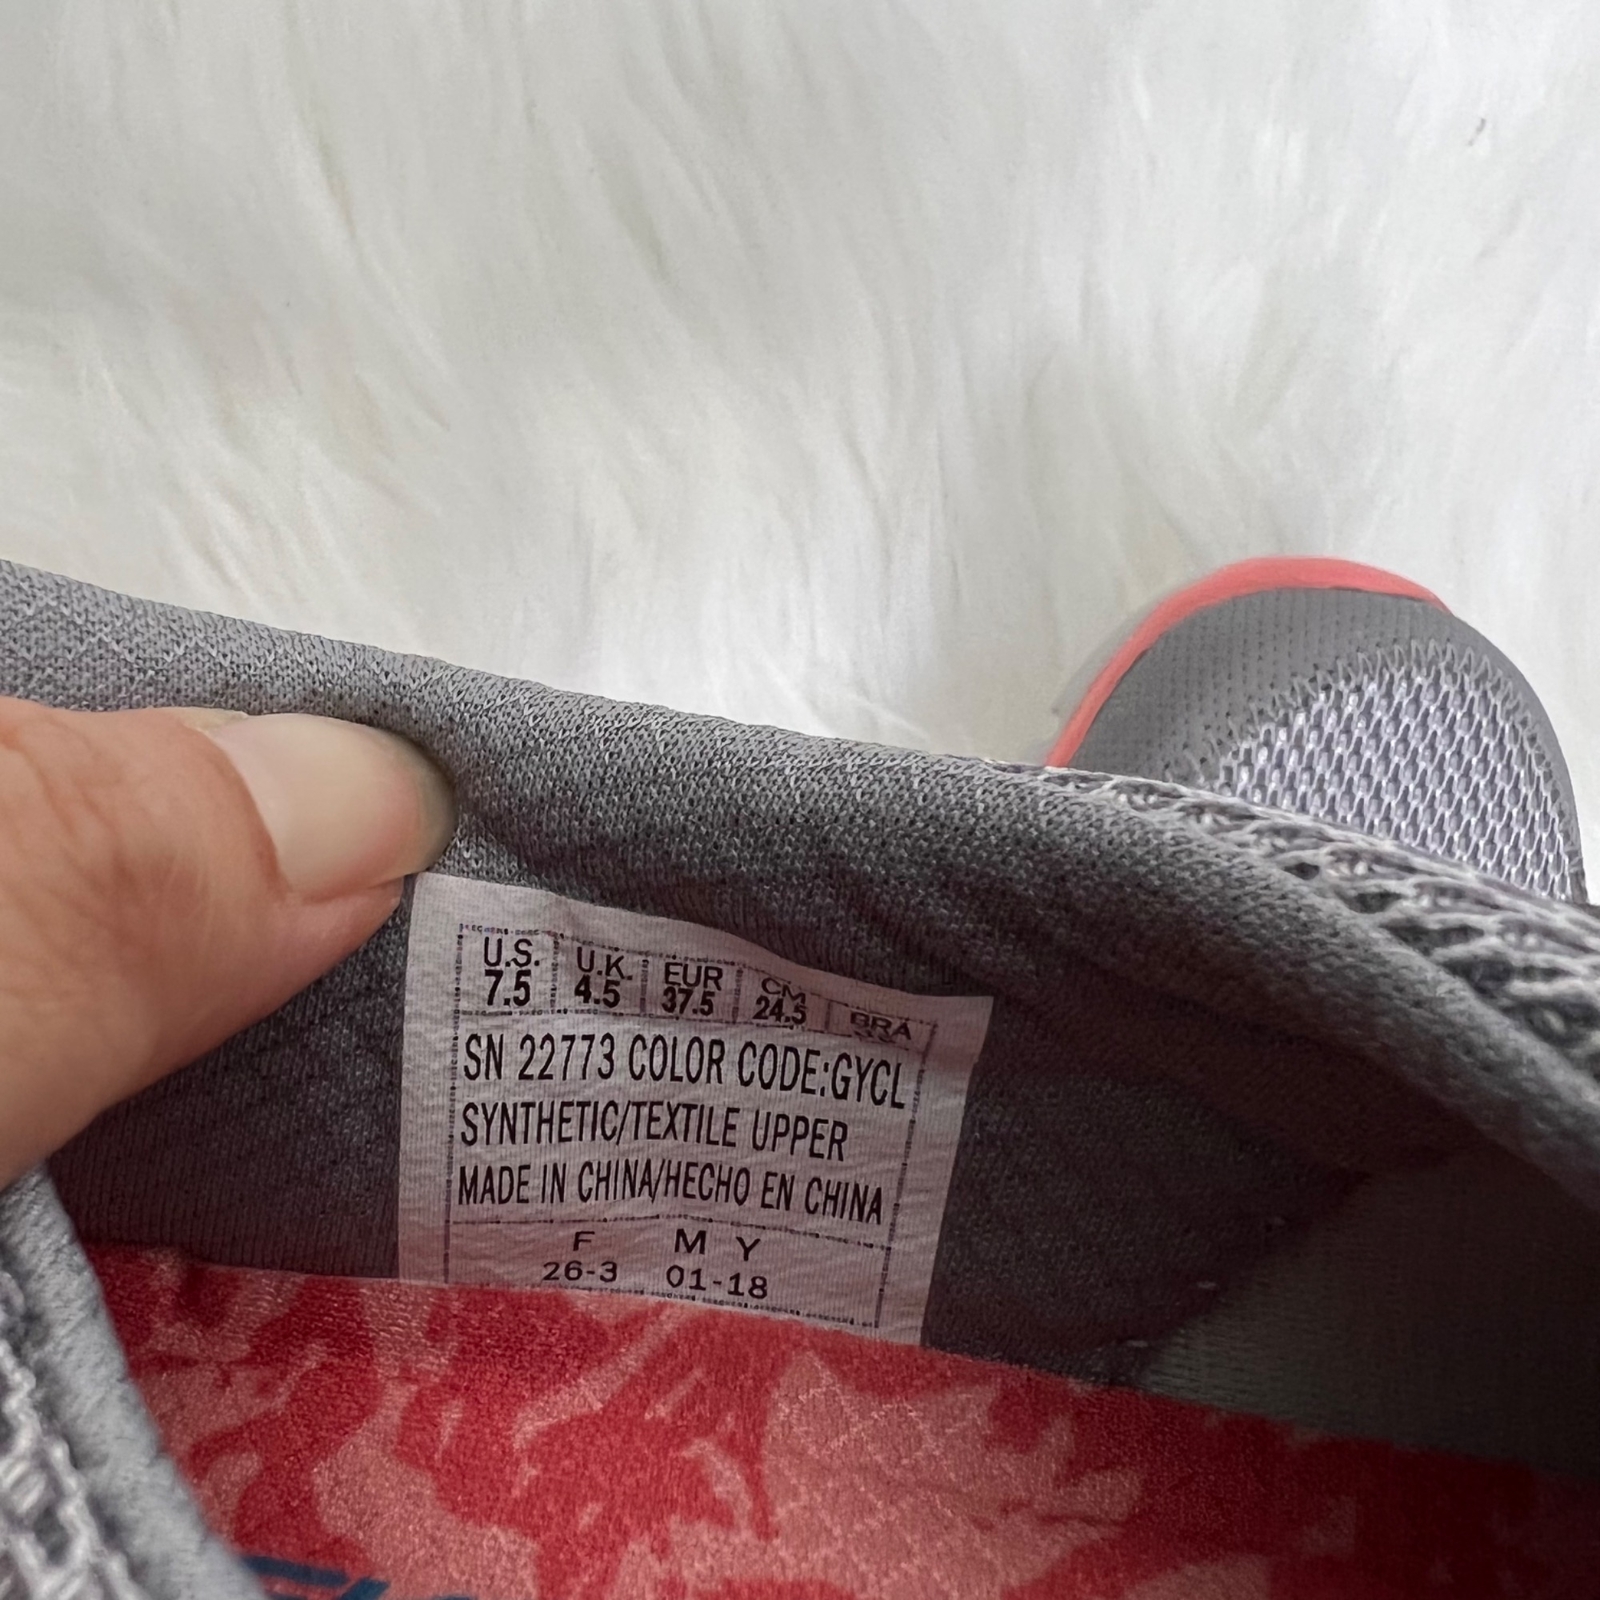 U.S. U.K. EUR CM BRA
7.5 4.5 37.5 24.5
SN 22773 COLOR CODE:GYCL
SYNTHETIC/TEXTILE UPPER
MADE IN CHINA/HECHO EN CHINA
F M Y
26-3 01-18